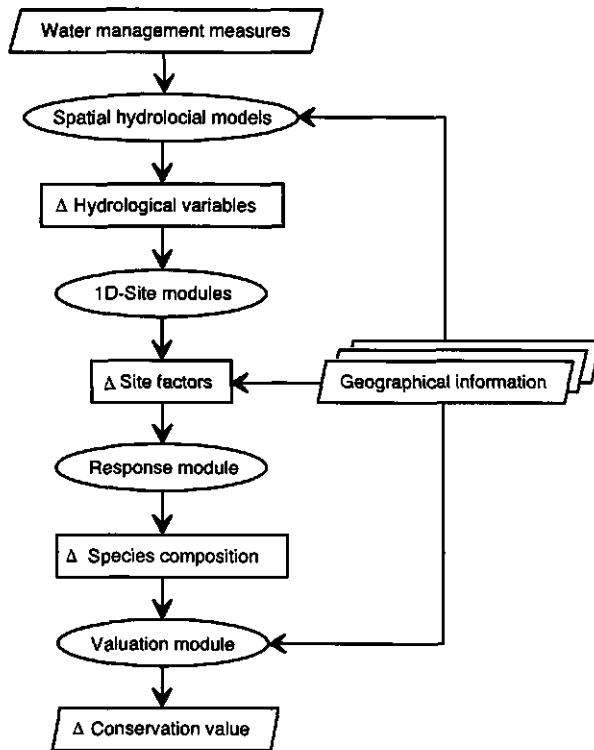 Water management measures
Spatial hydrolocial models
Δ Hydrological variables
1D-Site modules
Δ Site factors
Geographical information
Response module
Δ Species composition
Valuation module
Δ Conservation value